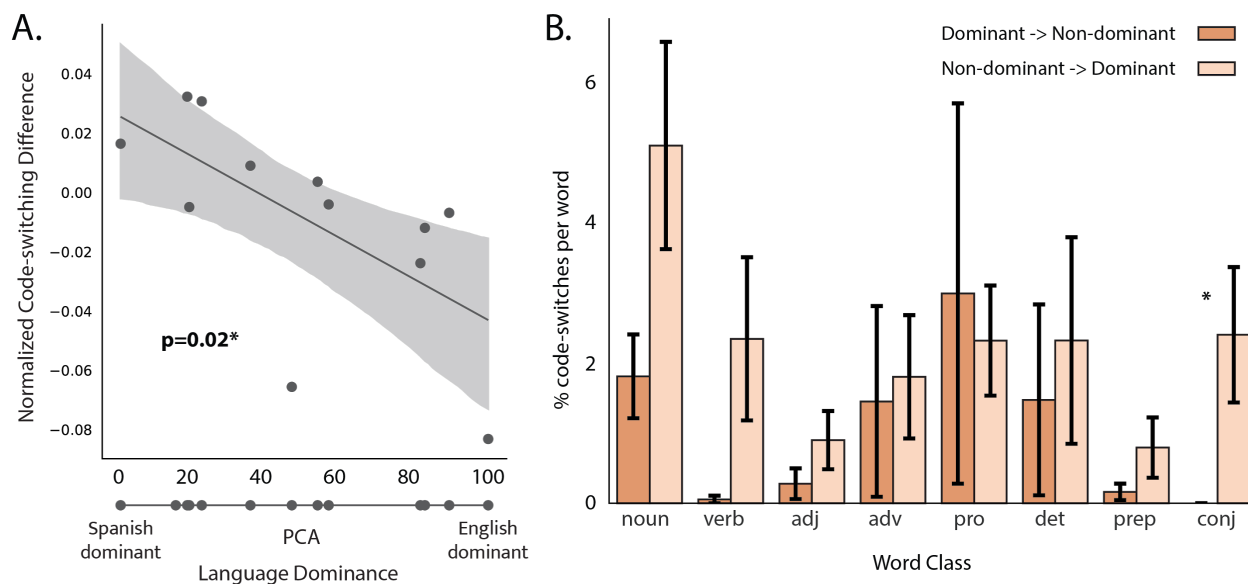 A.
Normalized Code-switching Difference
0.04
0.02
0.00
−0.02
−0.04
−0.06
−0.08
p=0.02*
0 20 40 60 80 100
Spanish
dominant
PCA
English
dominant
Language Dominance
B.
Dominant -> Non-dominant
Non-dominant -> Dominant
% code-switches per word
6
4
2
0
*
noun verb adj adv pro det prep conj
Word Class